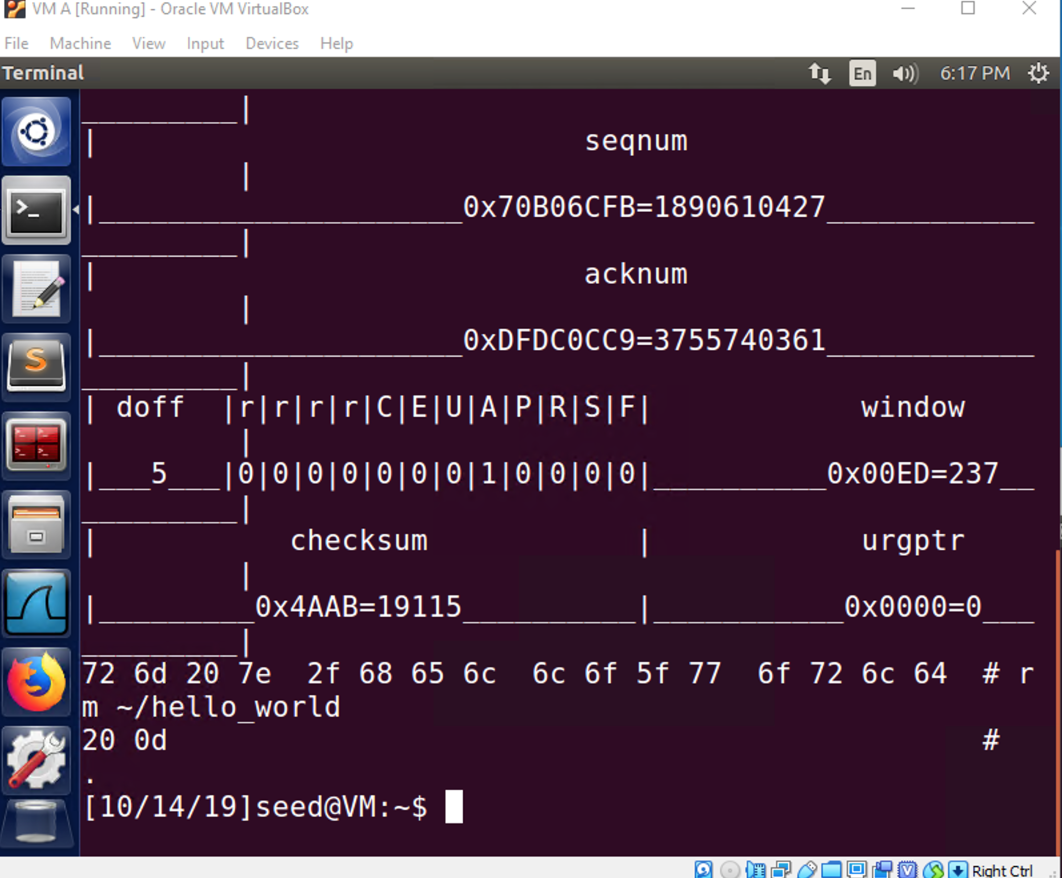 VM A [Running] - Oracle VM VirtualBox
File Machine View Input Devices Help
Terminal En 6:17 PM
_________|
| seqnum
|
|_____________________0x70B06CFB=1890610427____________
_________|
| acknum
|
|_____________________0xDFDC0CC9=3755740361____________
_________|
| doff |r|r|r|r|C|E|U|A|P|R|S|F| window
|
|___5___|0|0|0|0|0|0|0|1|0|0|0|0|__________0x00ED=237__
_________|
| checksum | urgptr
|
|_________0x4AAB=19115__________|___________0x0000=0___
_________|
72 6d 20 7e 2f 68 65 6c 6c 6f 5f 77 6f 72 6c 64 # r
m ~/hello_world
20 0d #
.
[10/14/19]seed@VM:~$
Right Ctrl